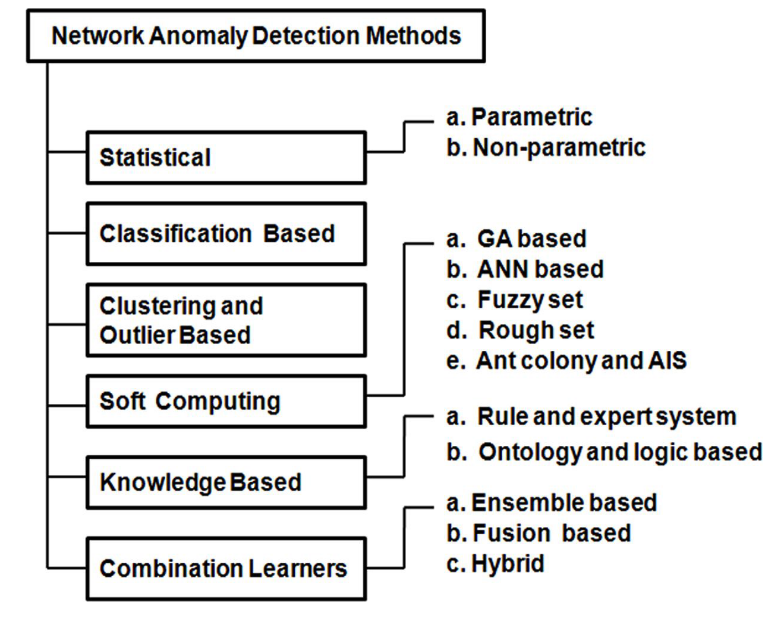 Network Anomaly Detection Methods
Statistical
a. Parametric
b. Non-parametric
Classification Based
Clustering and
Outlier Based
Soft Computing
a. GA based
b. ANN based
c. Fuzzy set
d. Rough set
e. Ant colony and AIS
Knowledge Based
a. Rule and expert system
b. Ontology and logic based
Combination Learners
a. Ensemble based
b. Fusion based
c. Hybrid